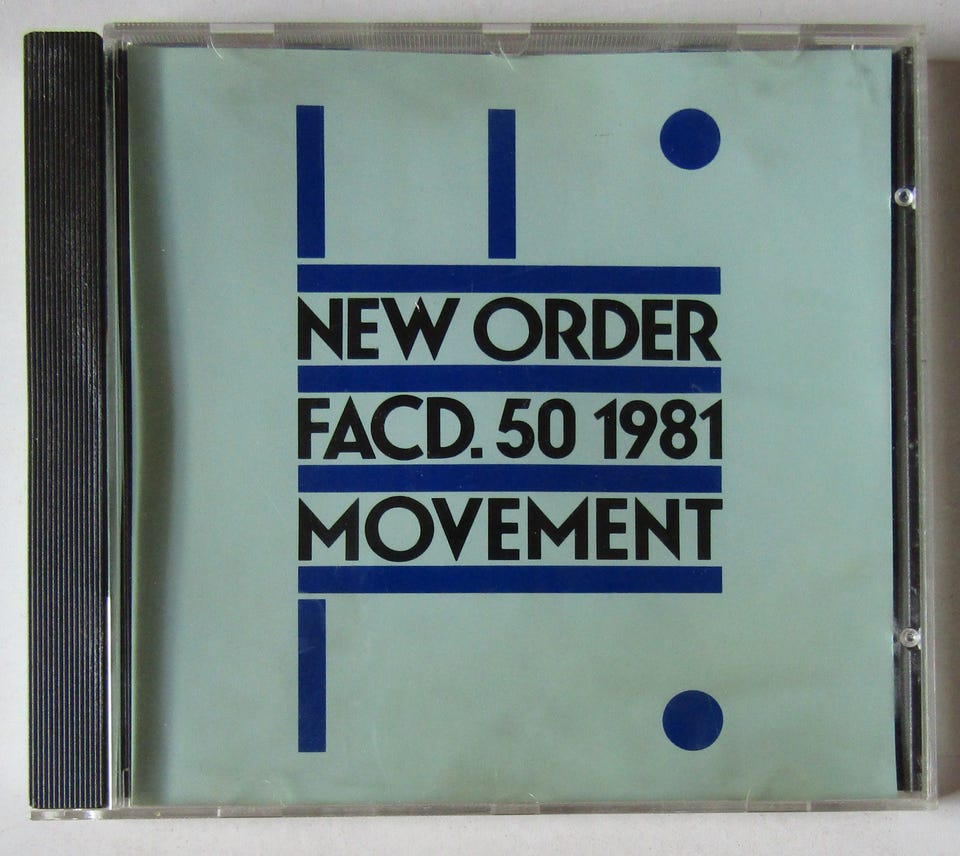 NEW ORDER
FACD. 50 1981
MOVEMENT